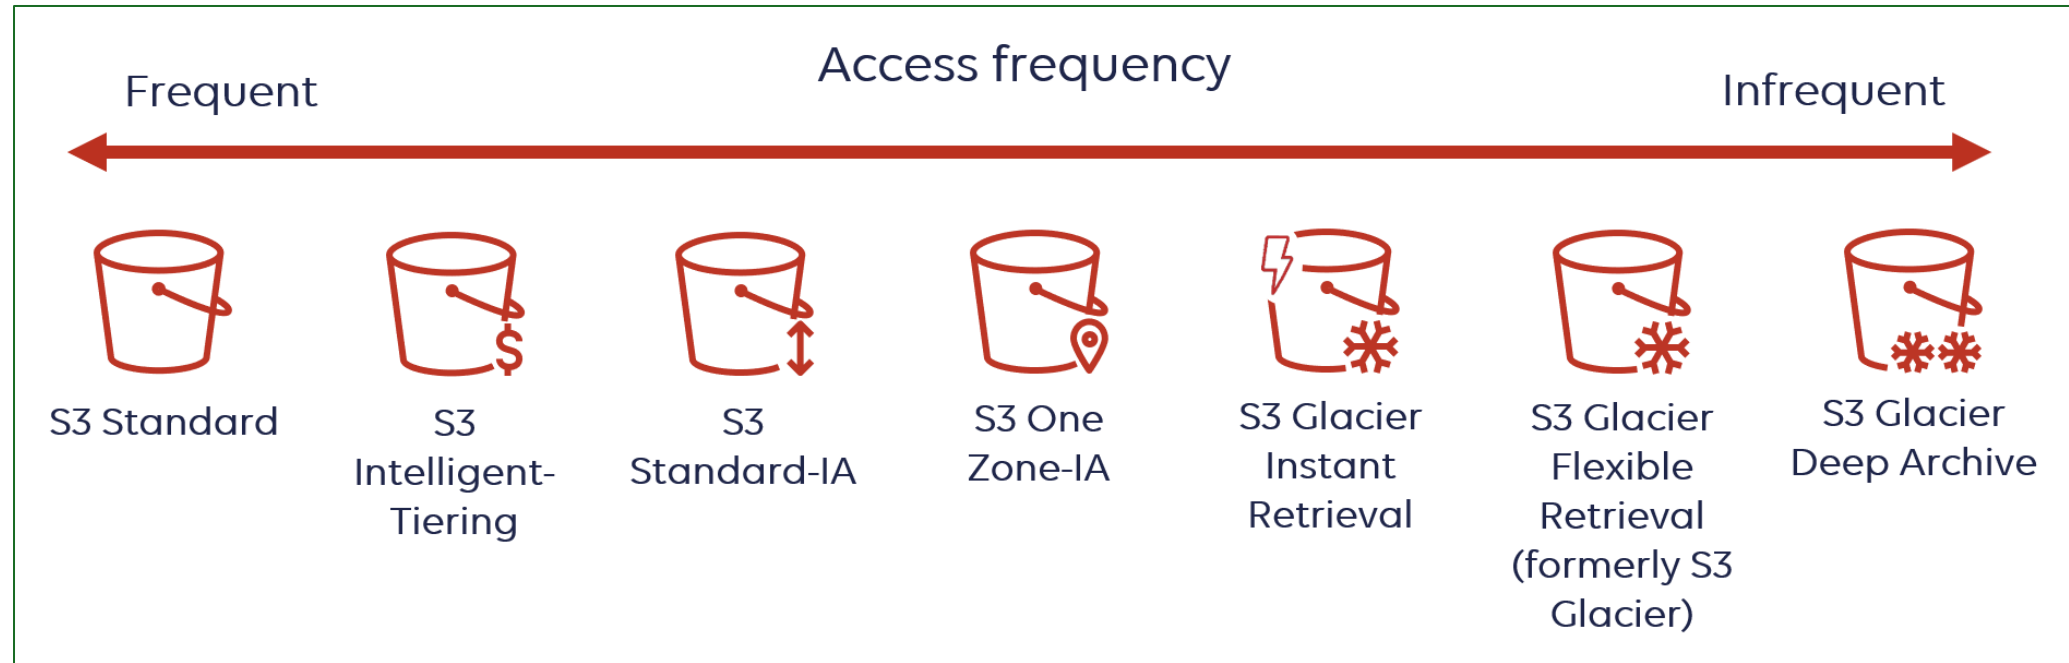 Access frequency
Frequent
Infrequent
S3 Standard
S3
Intelligent-
Tiering
S3
Standard-IA
S3 One
Zone-IA
S3 Glacier
Instant
Retrieval
S3 Glacier
Flexible
Retrieval
(formerly S3
Glacier)
S3 Glacier
Deep Archive
$